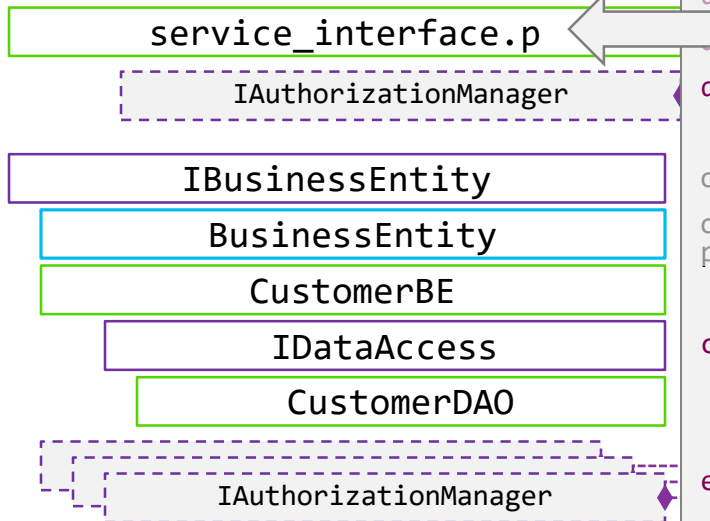 service_interface.p
IAuthorizationManager
IBusinessEntity
BusinessEntity
CustomerBE
IDataAccess
CustomerDAO
IAuthorizationManager